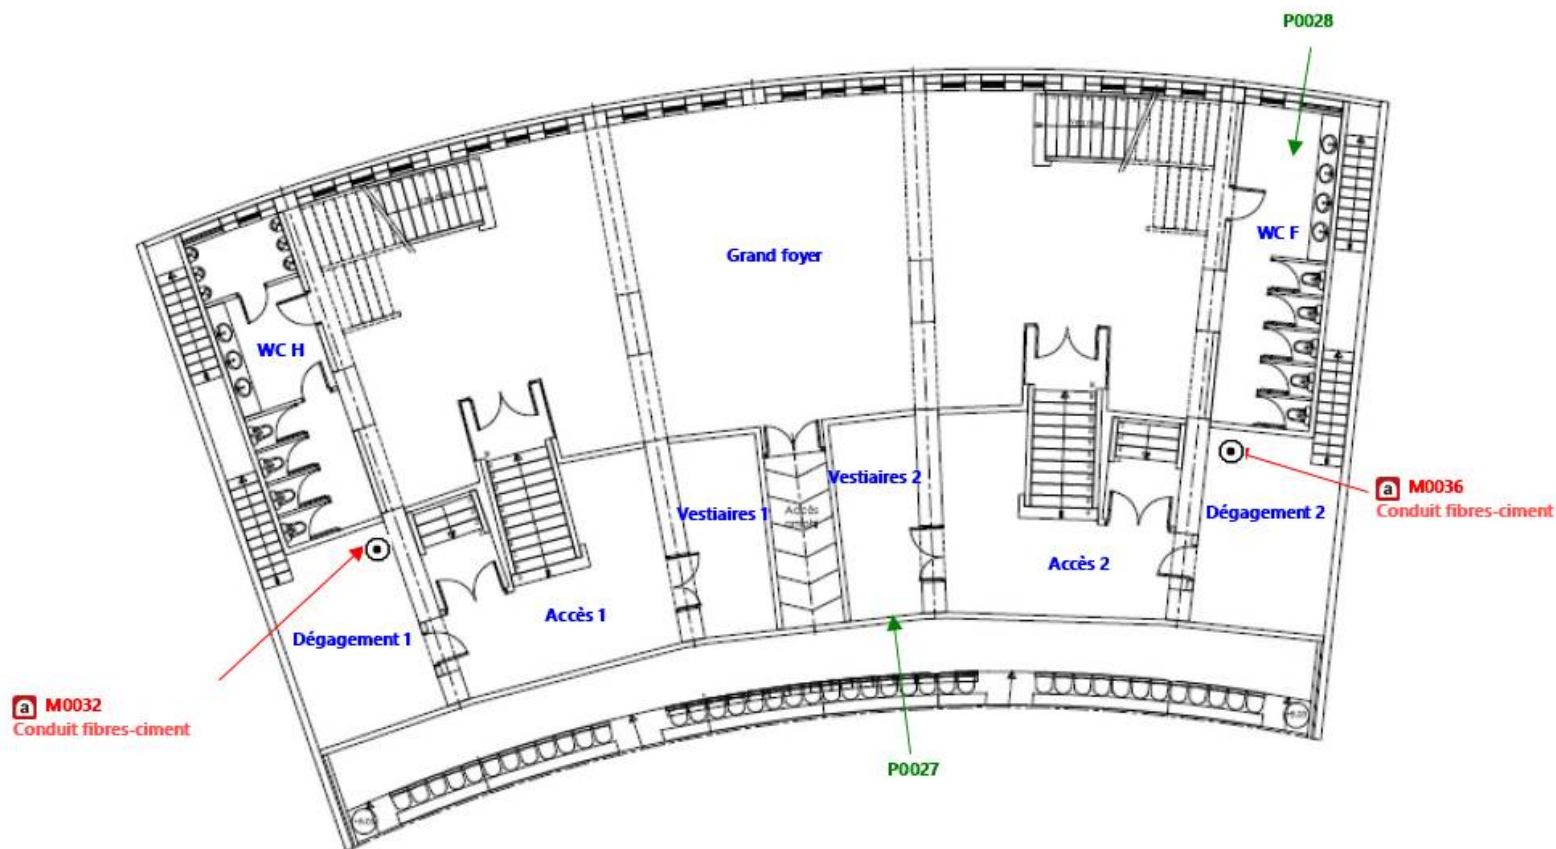 P0028
WC F
Grand foyer
WC H
Vestiaires 2
a M0036
Conduit fibres-ciment
Vestiaires 1
Accès
Dégagement 2
Accès 2
Accès 1
Dégagement 1
a M0032
Conduit fibres-ciment
P0027